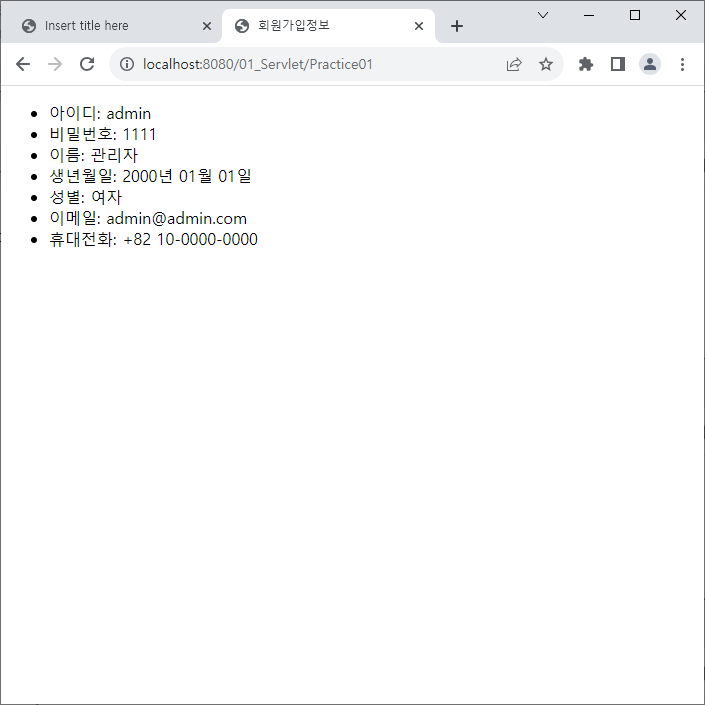 Insert title here
회원가입정보
localhost:8080/01_Servlet/Practice01
아이디: admin
비밀번호: 1111
이름: 관리자
생년월일: 2000년 01월 01일
성별: 여자
이메일: admin@admin.com
휴대전화: +82 10-0000-0000